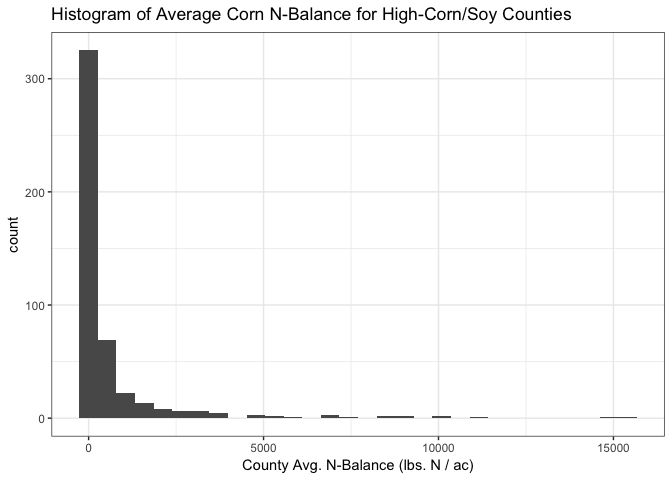 Histogram of Average Corn N-Balance for High-Corn/Soy Counties
300
200
100
0
count
0 5000 10000 15000
County Avg. N-Balance (lbs. N / ac)